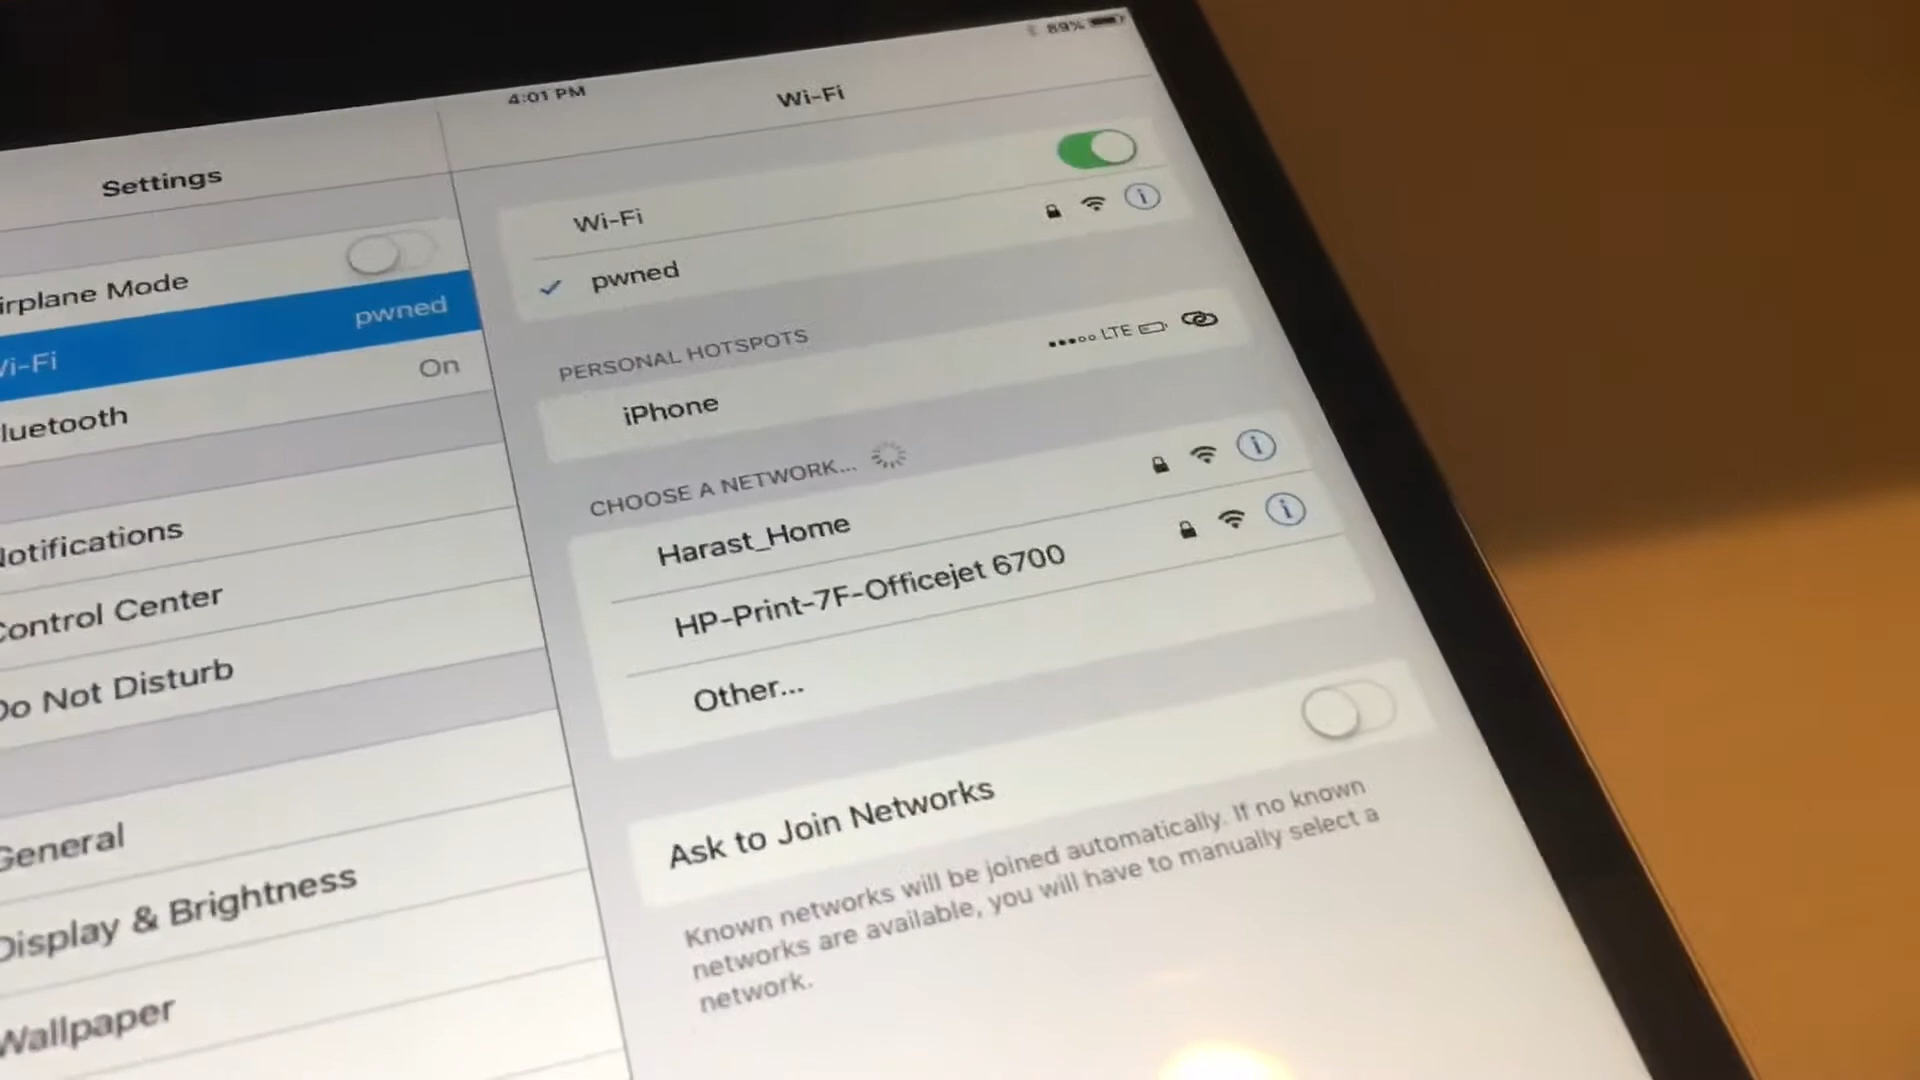 4:01 PM
89%
Settings
Wi-Fi
irplane Mode
Wi-Fi
pwned
i-Fi
pwned
luetooth
On
PERSONAL HOTSPOTS
LTE
iPhone
CHOOSE A NETWORK...
Harast_Home
HP-Print-7F-Officejet 6700
Other...
Notifications
Control Center
Do Not Disturb
Ask to Join Networks
Known networks will be joined automatically. If no known
networks are available, you will have to manually select a
network.
General
Display & Brightness
Wallpaper